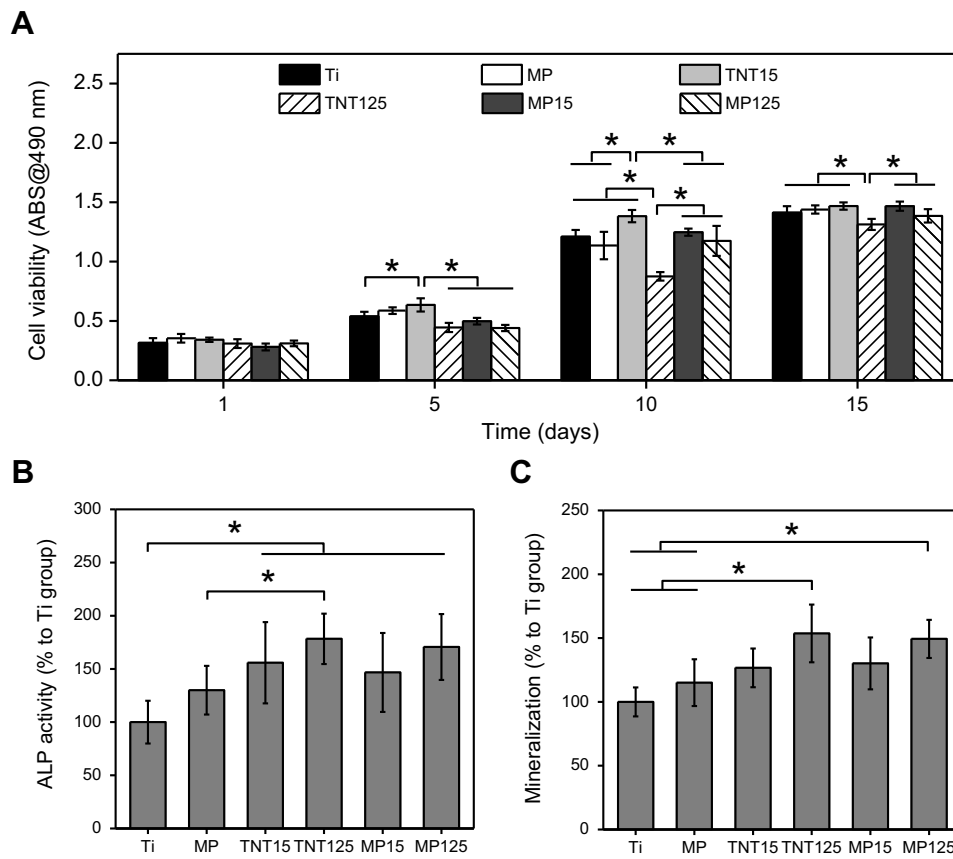 A
Ti MP TNT15
TNT125 MP15 MP125
2.5
2.0
1.5
1.0
0.5
0.0
Cell viability (ABS@490 nm)
* *
* *
* * * * * *
1 5 10 15
Time (days)
B
300
250
200
150
100
50
0
ALP activity (% to Ti group)
*
*
Ti MP TNT15 TNT125 MP15 MP125
C
250
200
150
100
50
0
Mineralization (% to Ti group)
*
*
Ti MP TNT15 TNT125 MP15 MP125